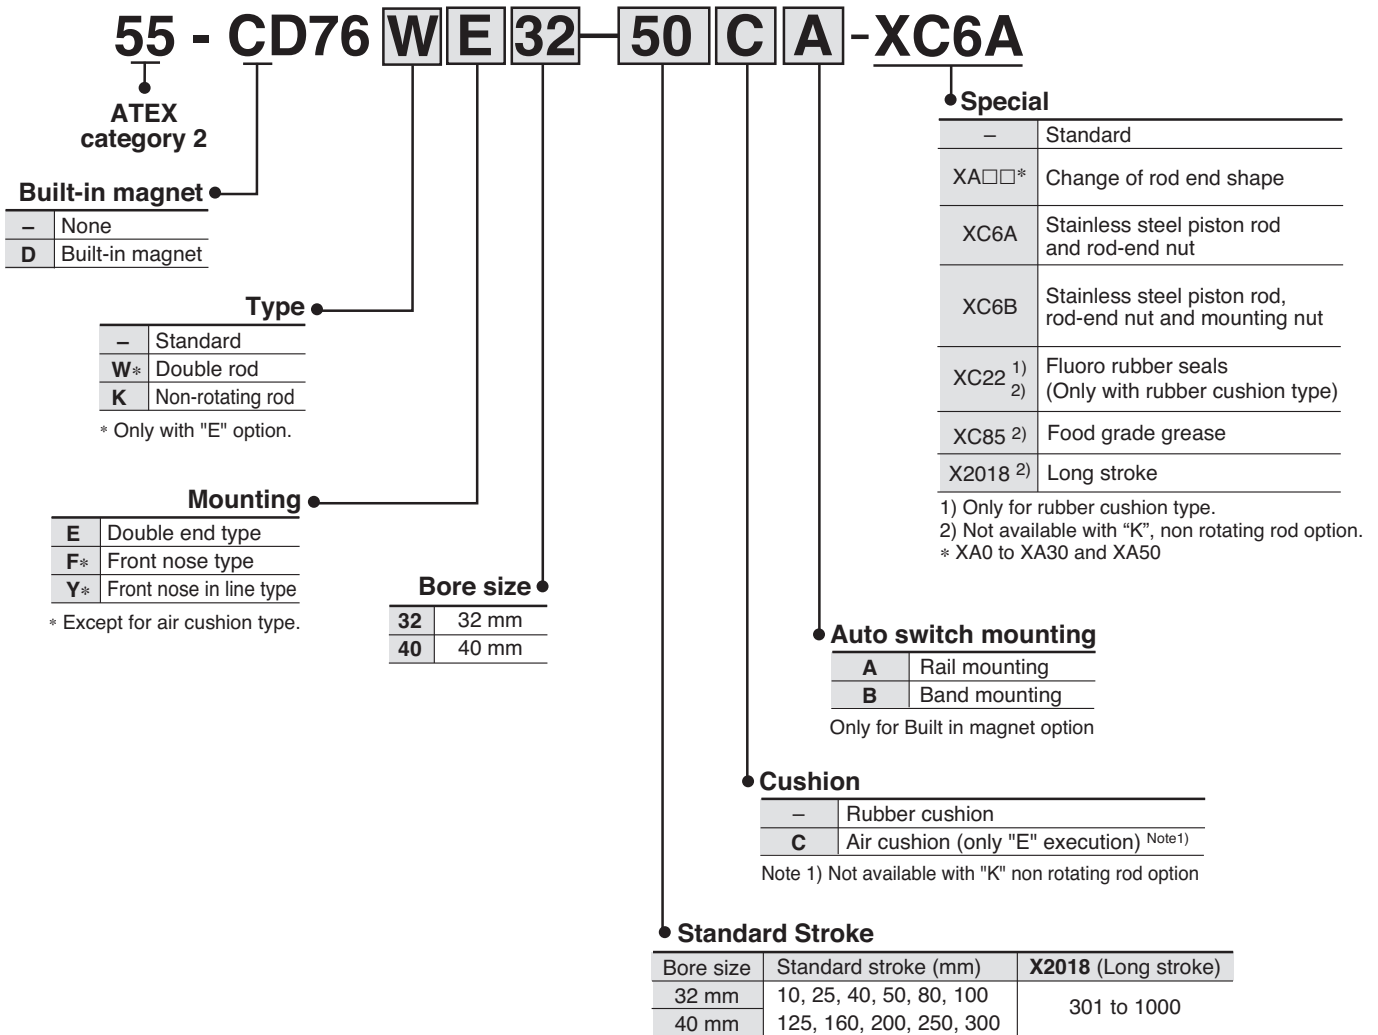 55 - CD76 W E 32 – 50 C A - XC6A
ATEX
category 2
Built-in magnet
– None
D Built-in magnet
Type
– Standard
W* Double rod
K Non-rotating rod
* Only with "E" option.
Mounting
E Double end type
F* Front nose type
Y* Front nose in line type
* Except for air cushion type.
Bore size
32 32 mm
40 40 mm
Special
– Standard
XA□□* Change of rod end shape
XC6A Stainless steel piston rod
and rod-end nut
XC6B Stainless steel piston rod,
rod-end nut and mounting nut
XC22 1) 2) Fluoro rubber seals
(Only with rubber cushion type)
XC85 2) Food grade grease
X2018 2) Long stroke
1) Only for rubber cushion type.
2) Not available with “K”, non rotating rod option.
* XA0 to XA30 and XA50
Auto switch mounting
A Rail mounting
B Band mounting
Only for Built in magnet option
Cushion
– Rubber cushion
C Air cushion (only "E" execution) Note1)
Note 1) Not available with "K" non rotating rod option
Standard Stroke
Bore size Standard stroke (mm) X2018 (Long stroke)
32 mm 10, 25, 40, 50, 80, 100
301 to 1000
40 mm 125, 160, 200, 250, 300